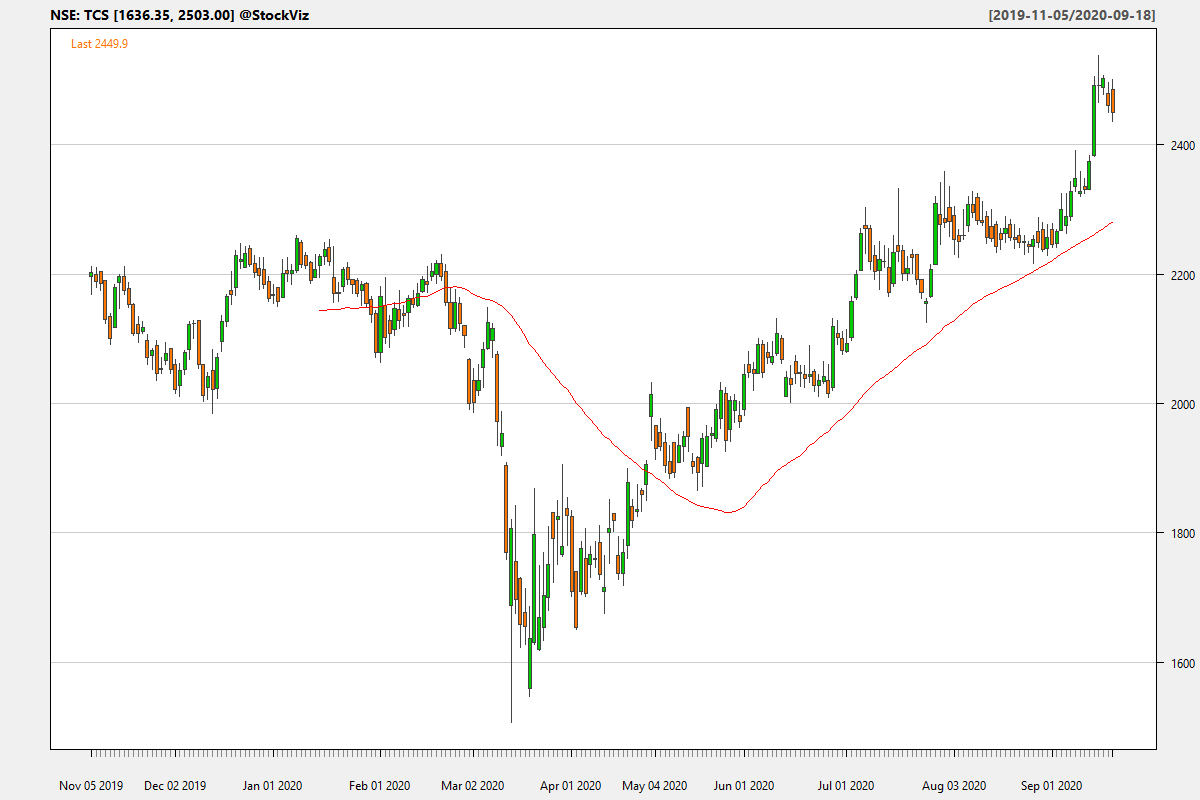 NSE: TCS [1636.35, 2503.00] @StockViz
[2019-11-05/2020-09-18]
Last 2449.9
2400
2200
2000
1800
1600
Nov 05 2019 Dec 02 2019 Jan 01 2020 Feb 01 2020 Mar 02 2020 Apr 01 2020 May 04 2020 Jun 01 2020 Jul 01 2020 Aug 03 2020 Sep 01 2020